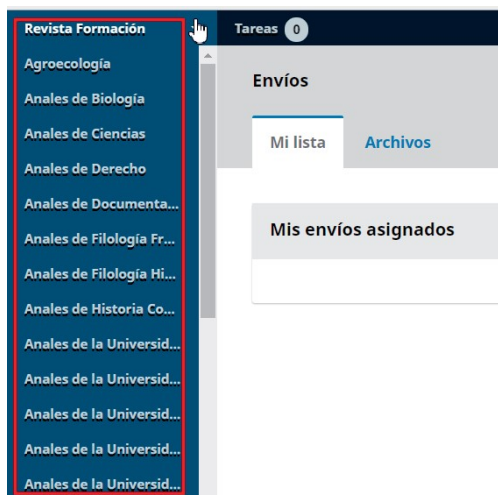 Revista Formación
Tareas 0
Agroecología
Anales de Biología
Anales de Ciencias
Anales de Derecho
Anales de Documenta...
Anales de Filología Fr...
Anales de Filología Hi...
Anales de Historia Co...
Anales de la Universid...
Anales de la Universid...
Anales de la Universid...
Anales de la Universid...
Anales de la Universid...
Envíos
Mi lista
Archivos
Mis envíos asignados